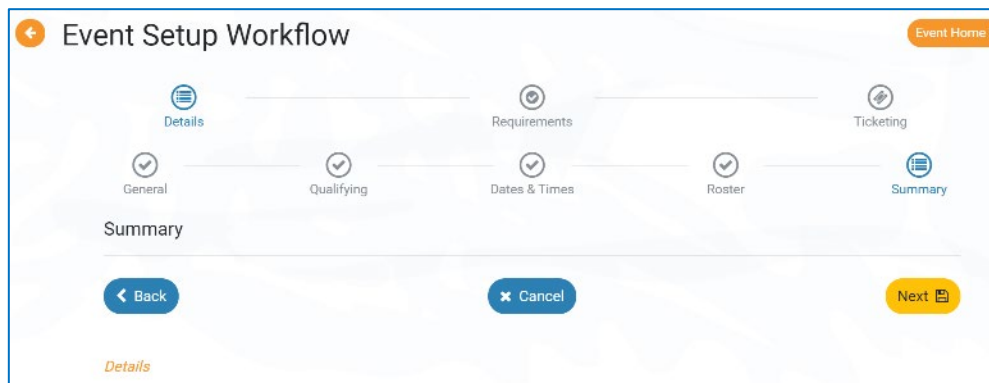 Event Setup Workflow
Event Home
Details
Requirements
Ticketing
General
Qualifying
Dates & Times
Roster
Summary
Summary
Back
Cancel
Next
Details